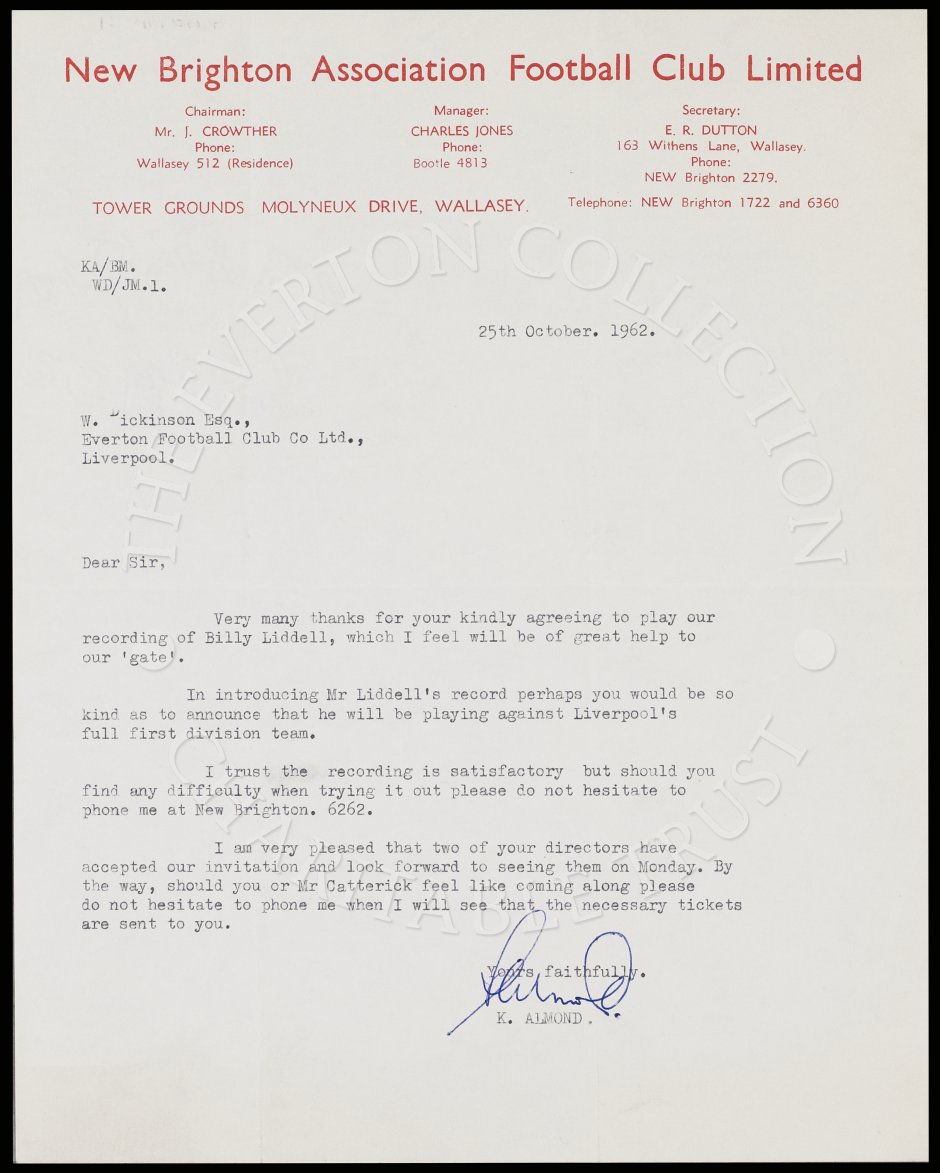 New Brighton Association Football Club Limited
Chairman:
Mr. J. CROWTHER
Phone:
Wallasey 512 (Residence)
Manager:
CHARLES JONES
Phone:
Bootle 4813
Secretary:
E. R. DUTTON
163 Withens Lane, Wallasey.
Phone:
NEW Brighton 2279.
TOWER GROUNDS MOLYNEUX DRIVE, WALLASEY.
Telephone: NEW Brighton 1722 and 6360
KA/BM.
WD/JM.1.
25th October. 1962.
W. Dickinson Esq.,
Everton Football Club Co Ltd.,
Liverpool.
Dear Sir,
Very many thanks for your kindly agreeing to play our
recording of Billy Liddell, which I feel will be of great help to
our 'gate'.
In introducing Mr Liddell's record perhaps you would be so
kind as to announce that he will be playing against Liverpool's
full first division team.
I trust the recording is satisfactory but should you
find any difficulty when trying it out please do not hesitate to
phone me at New Brighton. 6262.
I am very pleased that two of your directors have
accepted our invitation and look forward to seeing them on Monday. By
the way, should you or Mr Catterick feel like coming along please
do not hesitate to phone me when I will see that the necessary tickets
are sent to you.
Yours faithfully.
K. ALMOND.
THE EVERTON COLLECTION
CHARITABLE TRUST